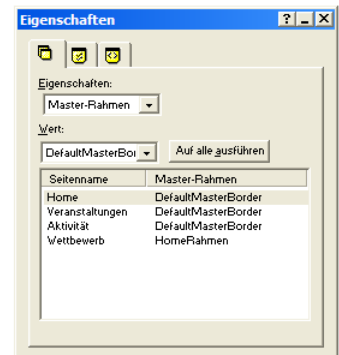 Eigenschaften
Eigenschaften:
Master-Rahmen
Wert:
DefaultMasterBor Auf alle ausführen
Seitenname Master-Rahmen
Home DefaultMasterBorder
Veranstaltungen DefaultMasterBorder
Aktivität DefaultMasterBorder
Wettbewerb HomeRahmen